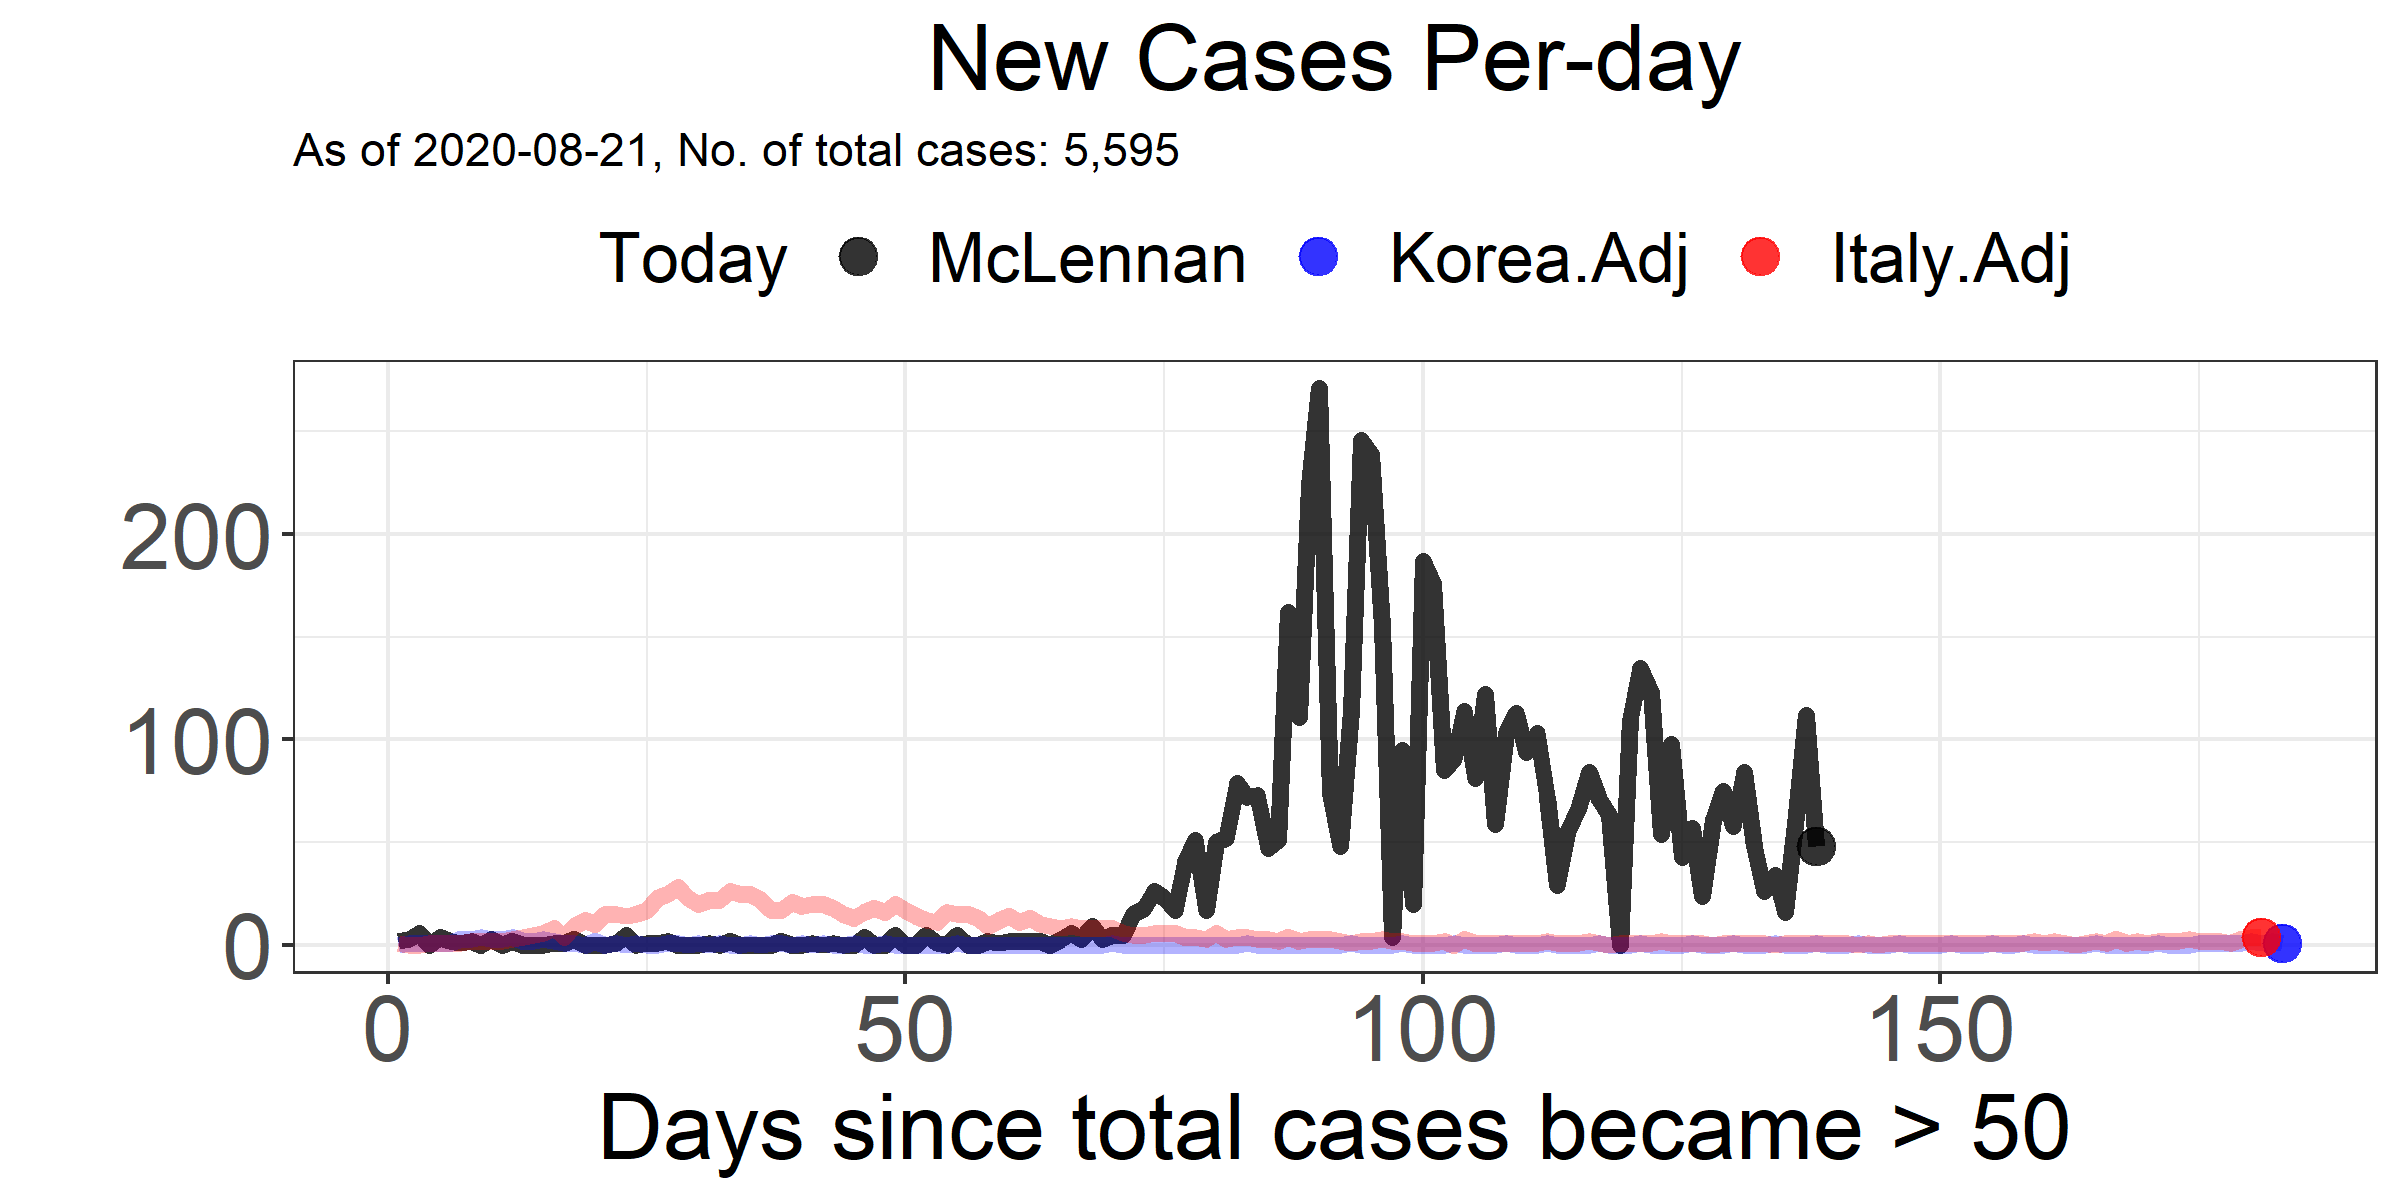 New Cases Per-day
As of 2020-08-21, No. of total cases: 5,595
Today McLennan Korea.Adj Italy.Adj
200
100
0
0 50 100 150
Days since total cases became > 50